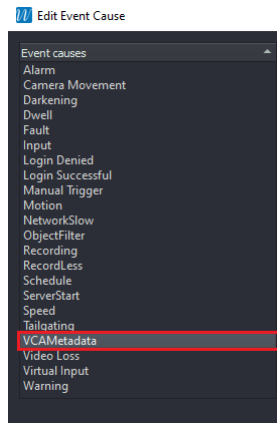 Edit Event Cause
Event causes
Alarm
Camera Movement
Darkening
Dwell
Fault
Input
Login Denied
Login Successful
Manual Trigger
Motion
NetworkSlow
ObjectFilter
Recording
RecordLess
Schedule
ServerStart
Speed
Tailgating
VCAMetadata
Video Loss
Virtual Input
Warning